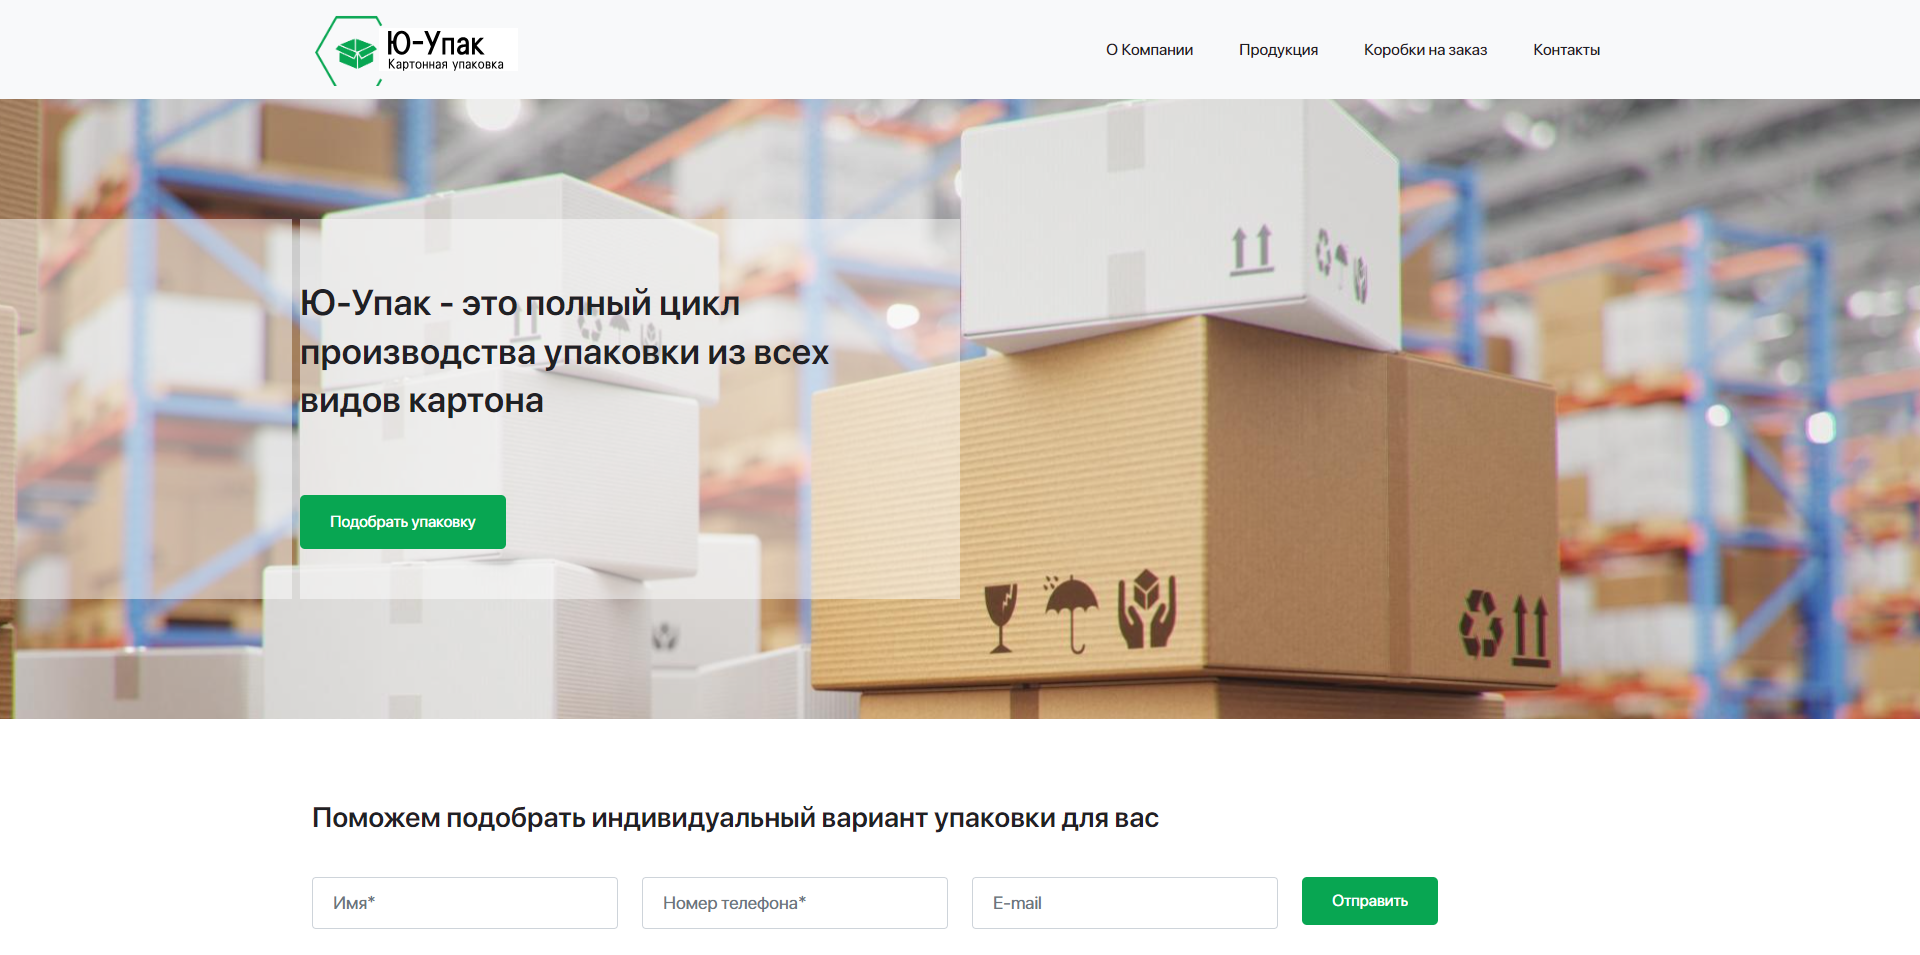 Ю-Упак
Картонная упаковка
О Компании
Продукция
Коробки на заказ
Контакты
Ю-Упак - это полный цикл
производства упаковки из всех
видов картона
Подобрать упаковку
Поможем подобрать индивидуальный вариант упаковки для вас
Имя*
Номер телефона*
E-mail
Отправить